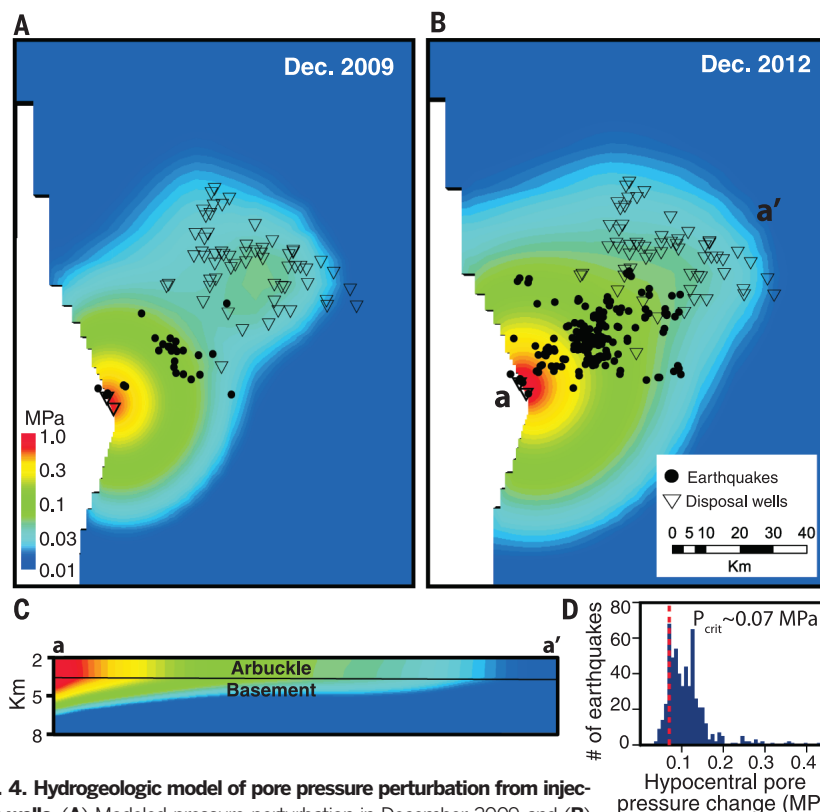 A
Dec. 2009
MPa
1.0
0.3
0.1
0.03
0.01
B
Dec. 2012
a'
a
Earthquakes
Disposal wells
0 5 10 20 30 40
Km
C
a a'
2
5
8
Km
Arbuckle
Basement
D
# of earthquakes
80
60
40
20
0
Pcrit~0.07 MPa
0.1 0.2 0.3 0.4
Hypocentral pore
pressure change (MP
. 4. Hydrogeologic model of pore pressure perturbation from injec-
wells. (A) Modeled pressure perturbation in December 2009 and (B)